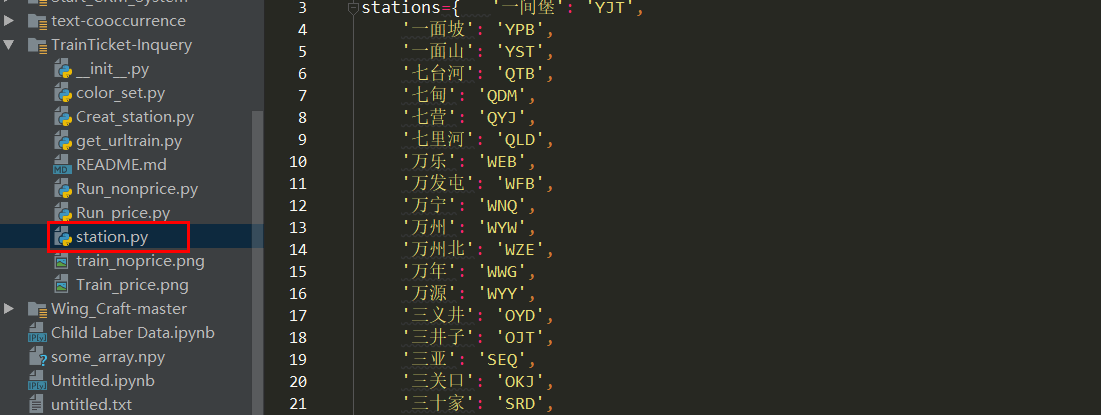 text-cooccurrence
TrainTicket-Inquery
__init__.py
color_set.py
Creat_station.py
get_urltrain.py
README.md
Run_nonprice.py
Run_price.py
station.py
train_noprice.png
Train_price.png
Wing_Craft-master
Child Laber Data.ipynb
some_array.npy
Untitled.ipynb
untitled.txt
3 stations={ '一间堡': 'YJT',
4 '一面坡': 'YPB',
5 '一面山': 'YST',
6 '七台河': 'QTB',
7 '七甸': 'QDM',
8 '七营': 'QYJ',
9 '七里河': 'QLD',
10 '万乐': 'WEB',
11 '万发屯': 'WFB',
12 '万宁': 'WNQ',
13 '万州': 'WYW',
14 '万州北': 'WZE',
15 '万年': 'WWG',
16 '万源': 'WYY',
17 '三义井': 'OYD',
18 '三井子': 'OJT',
19 '三亚': 'SEQ',
20 '三关口': 'OKJ',
21 '三十家': 'SRD',